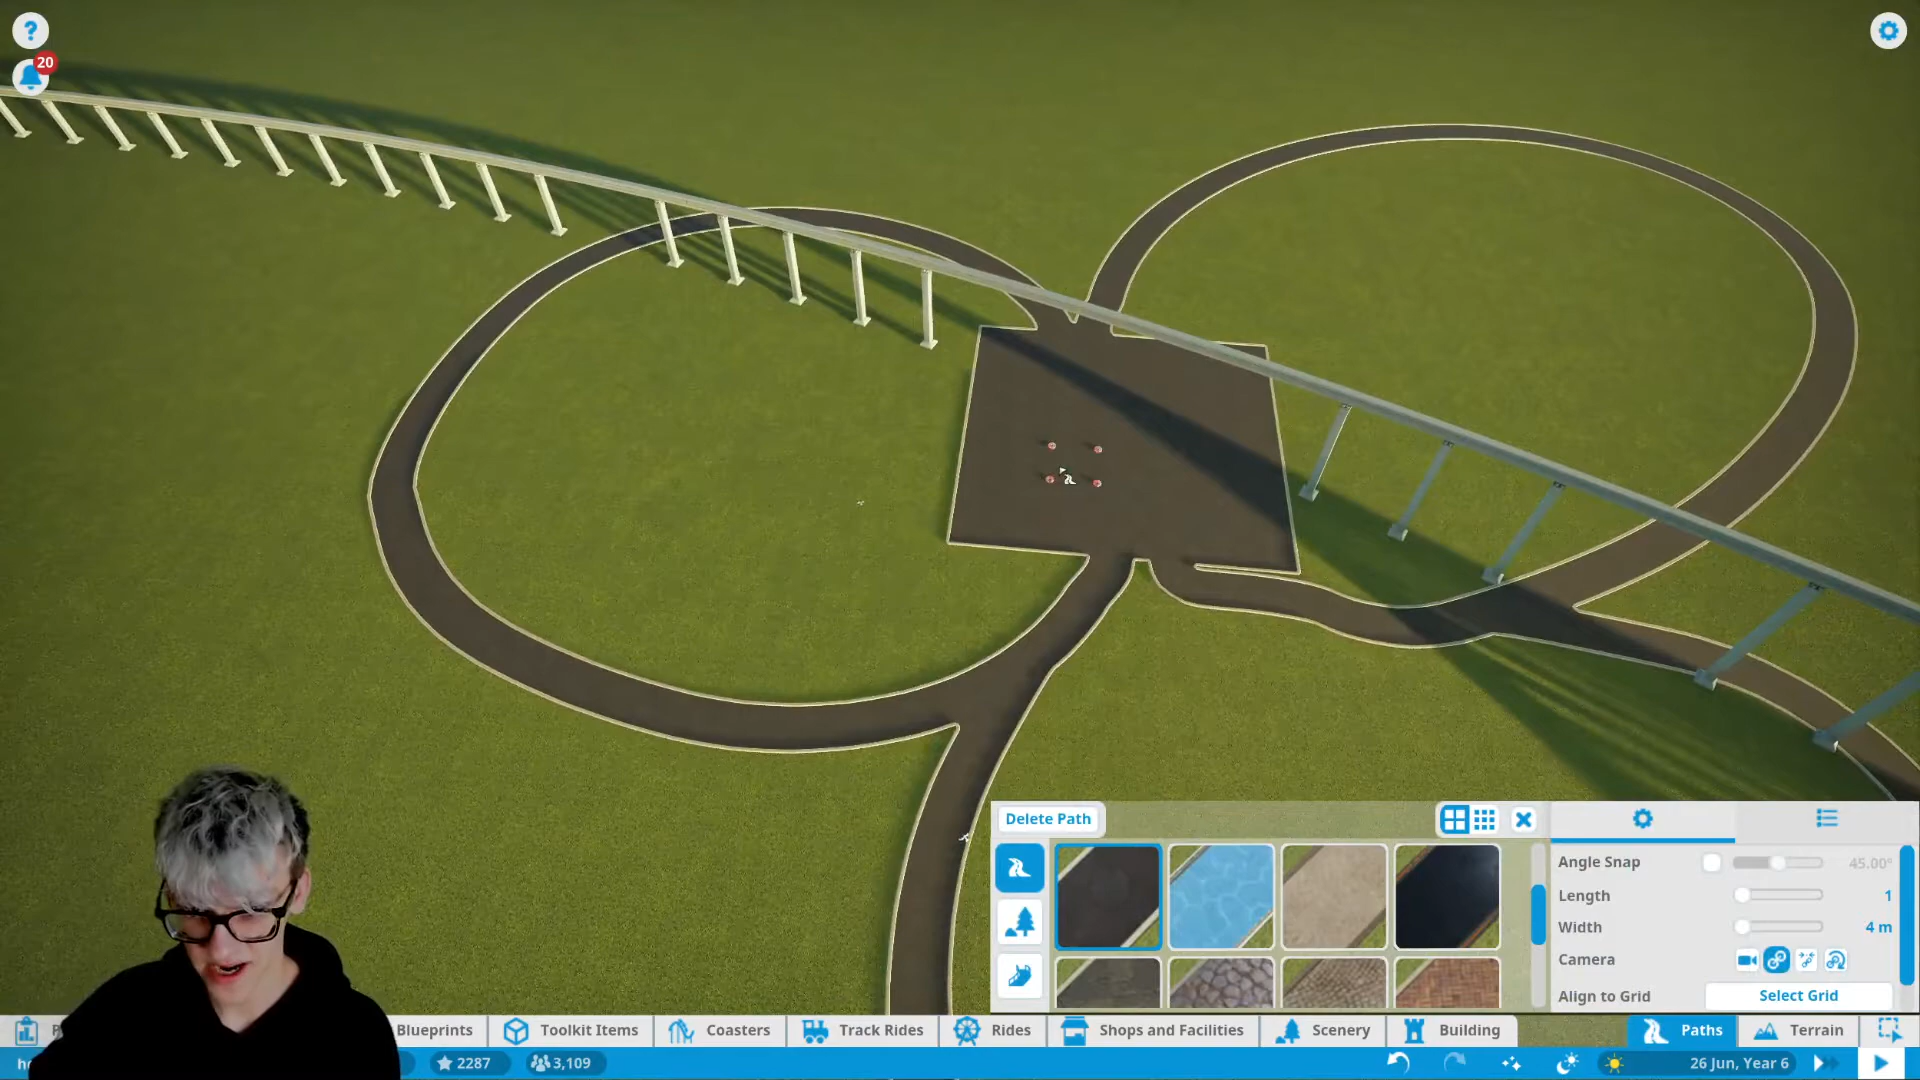 ?
20
Delete Path
Angle Snap 45.00°
Length 1
Width 4 m
Camera
Align to Grid Select Grid
Blueprints Toolkit Items Coasters Track Rides Rides Shops and Facilities Scenery Building Paths Terrain
2287 3,109 26 Jun, Year 6